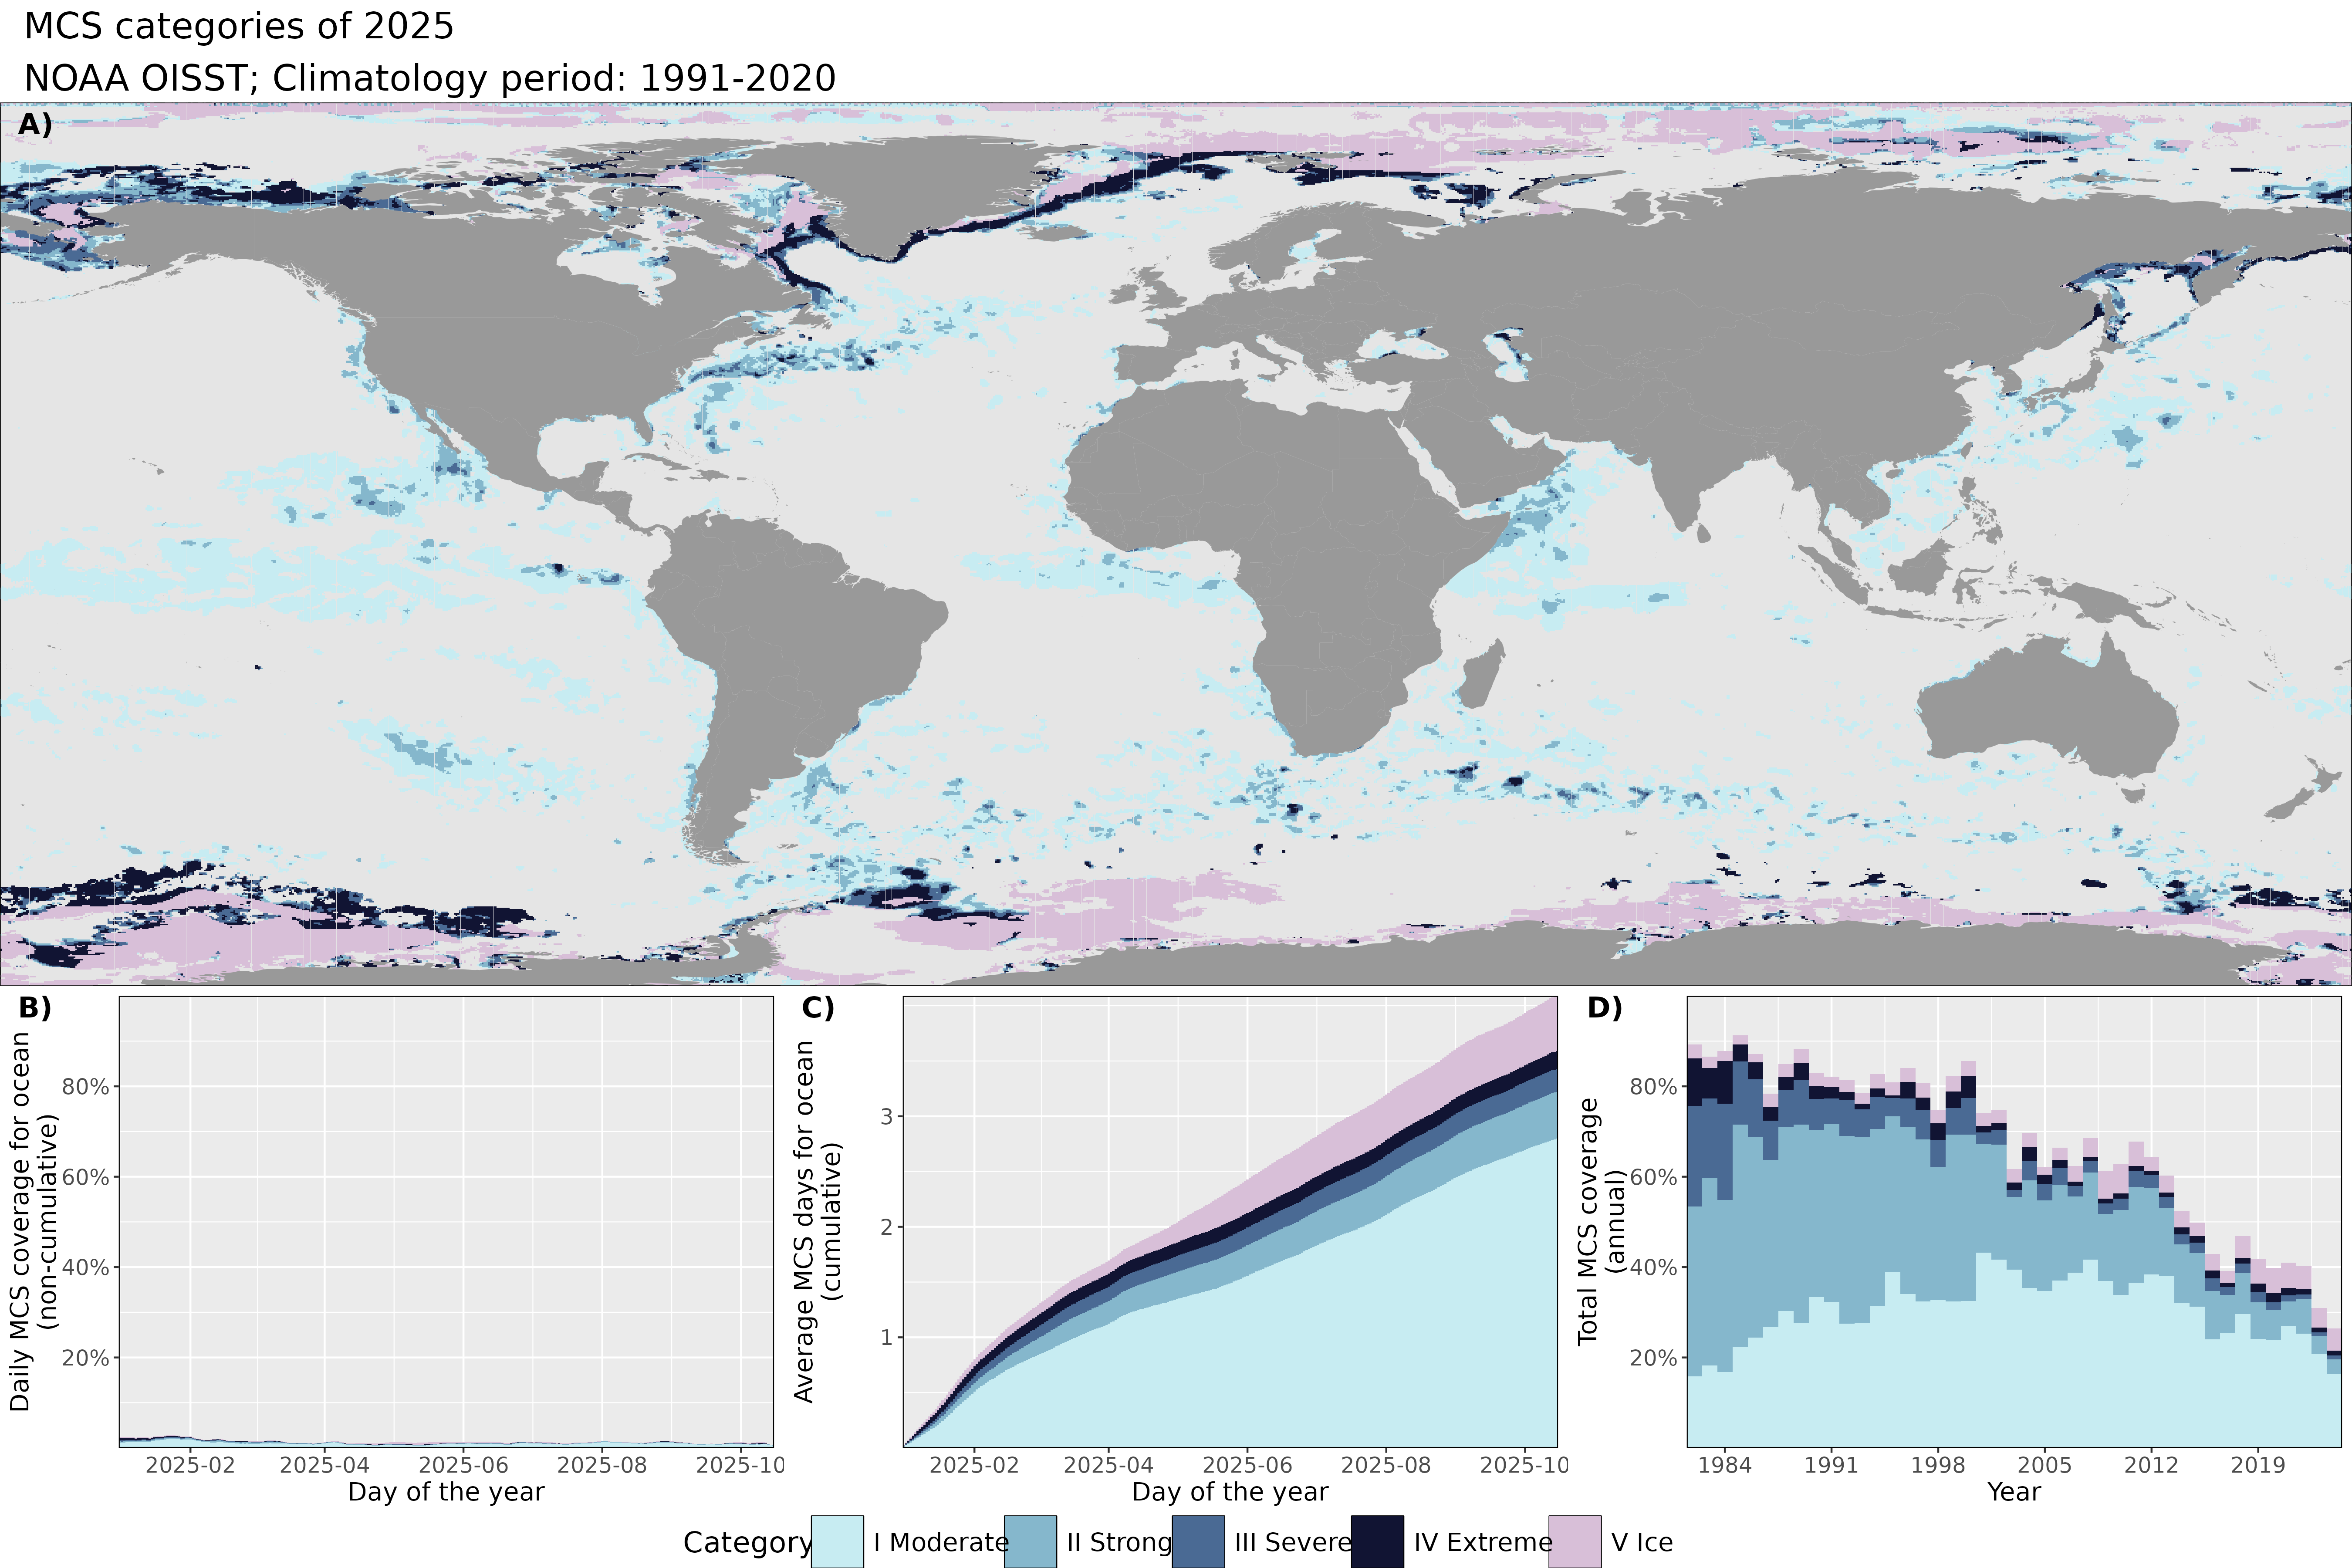 MCS categories of 2025
NOAA OISST; Climatology period: 1991-2020
A)
B)
Daily MCS coverage for ocean
(non-cumulative)
80%
60%
40%
20%
2025-02 2025-04 2025-06 2025-08 2025-10
Day of the year
C)
Average MCS days for ocean
(cumulative)
3
2
1
2025-02 2025-04 2025-06 2025-08 2025-10
Day of the year
D)
Total MCS coverage
(annual)
80%
60%
40%
20%
1984 1991 1998 2005 2012 2019
Year
Category I Moderate II Strong III Severe IV Extreme V Ice